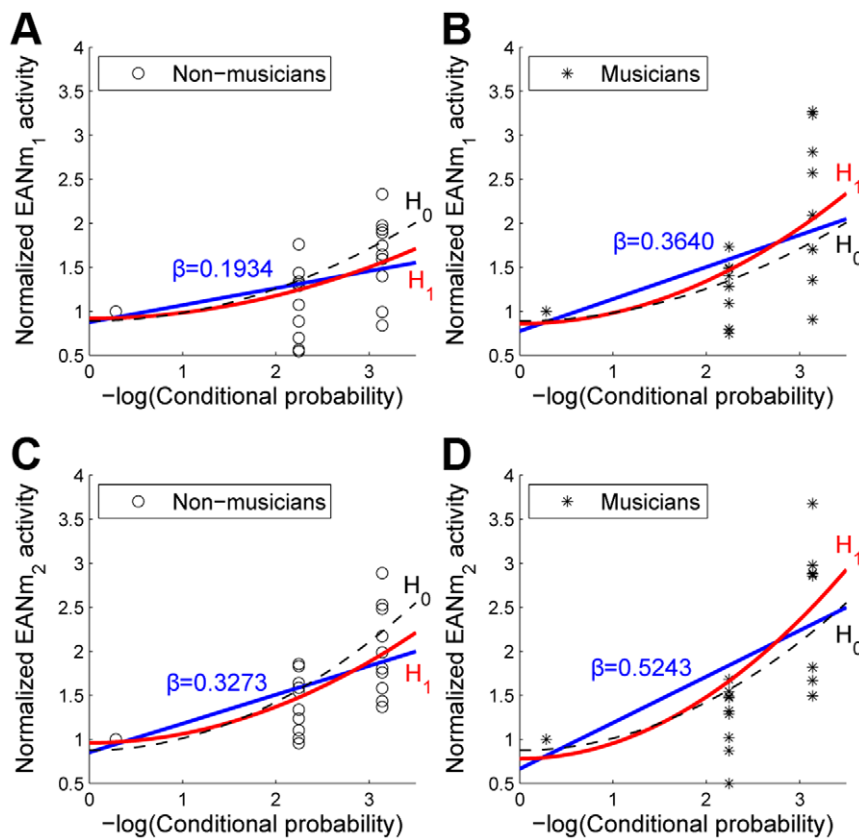 A
B
4
3.5
3
2.5
2
1.5
1
0.5
0
1
2
3
Normalized EANm1 activity
−log(Conditional probability)
Non−musicians
β=0.1934
H0
H1
4
3.5
3
2.5
2
1.5
1
0.5
0
1
2
3
Normalized EANm1 activity
−log(Conditional probability)
Musicians
β=0.3640
H1
H0
C
D
4
3.5
3
2.5
2
1.5
1
0.5
0
1
2
3
Normalized EANm2 activity
−log(Conditional probability)
Non−musicians
β=0.3273
H0
H1
4
3.5
3
2.5
2
1.5
1
0.5
0
1
2
3
Normalized EANm2 activity
−log(Conditional probability)
Musicians
β=0.5243
H1
H0